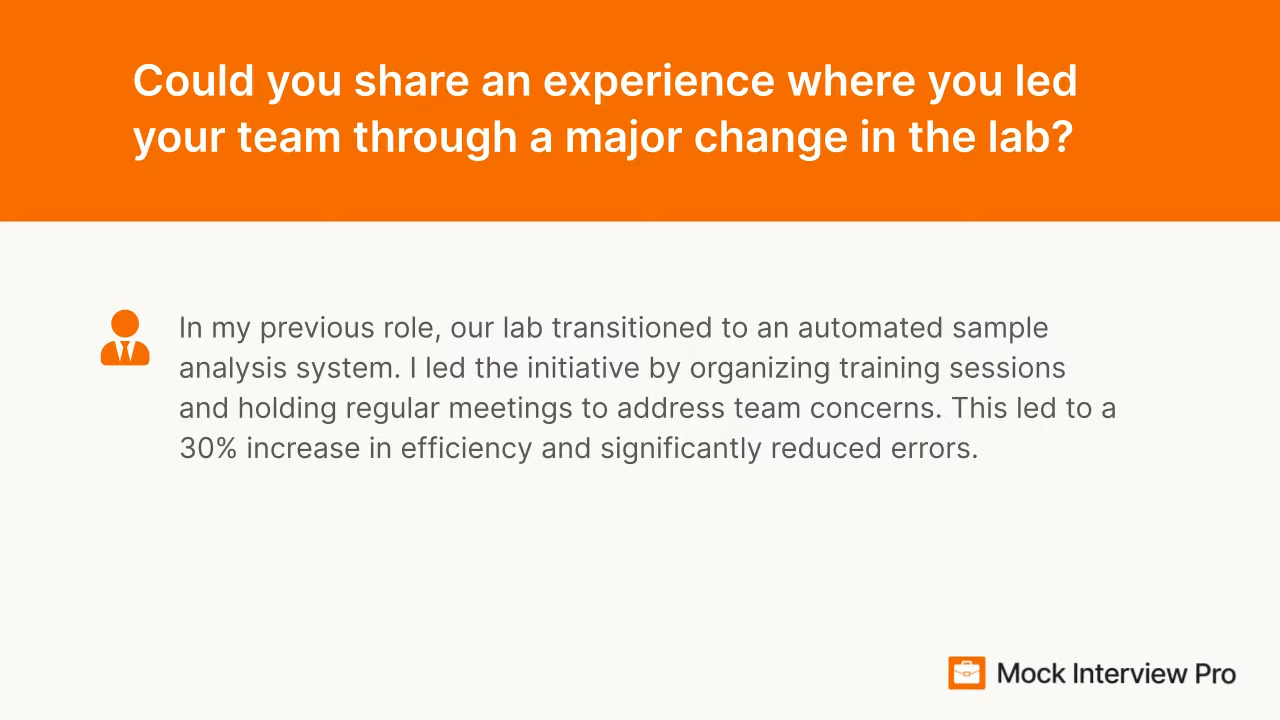 Could you share an experience where you led
your team through a major change in the lab?
In my previous role, our lab transitioned to an automated sample
analysis system. I led the initiative by organizing training sessions
and holding regular meetings to address team concerns. This led to a
30% increase in efficiency and significantly reduced errors.
Mock Interview Pro